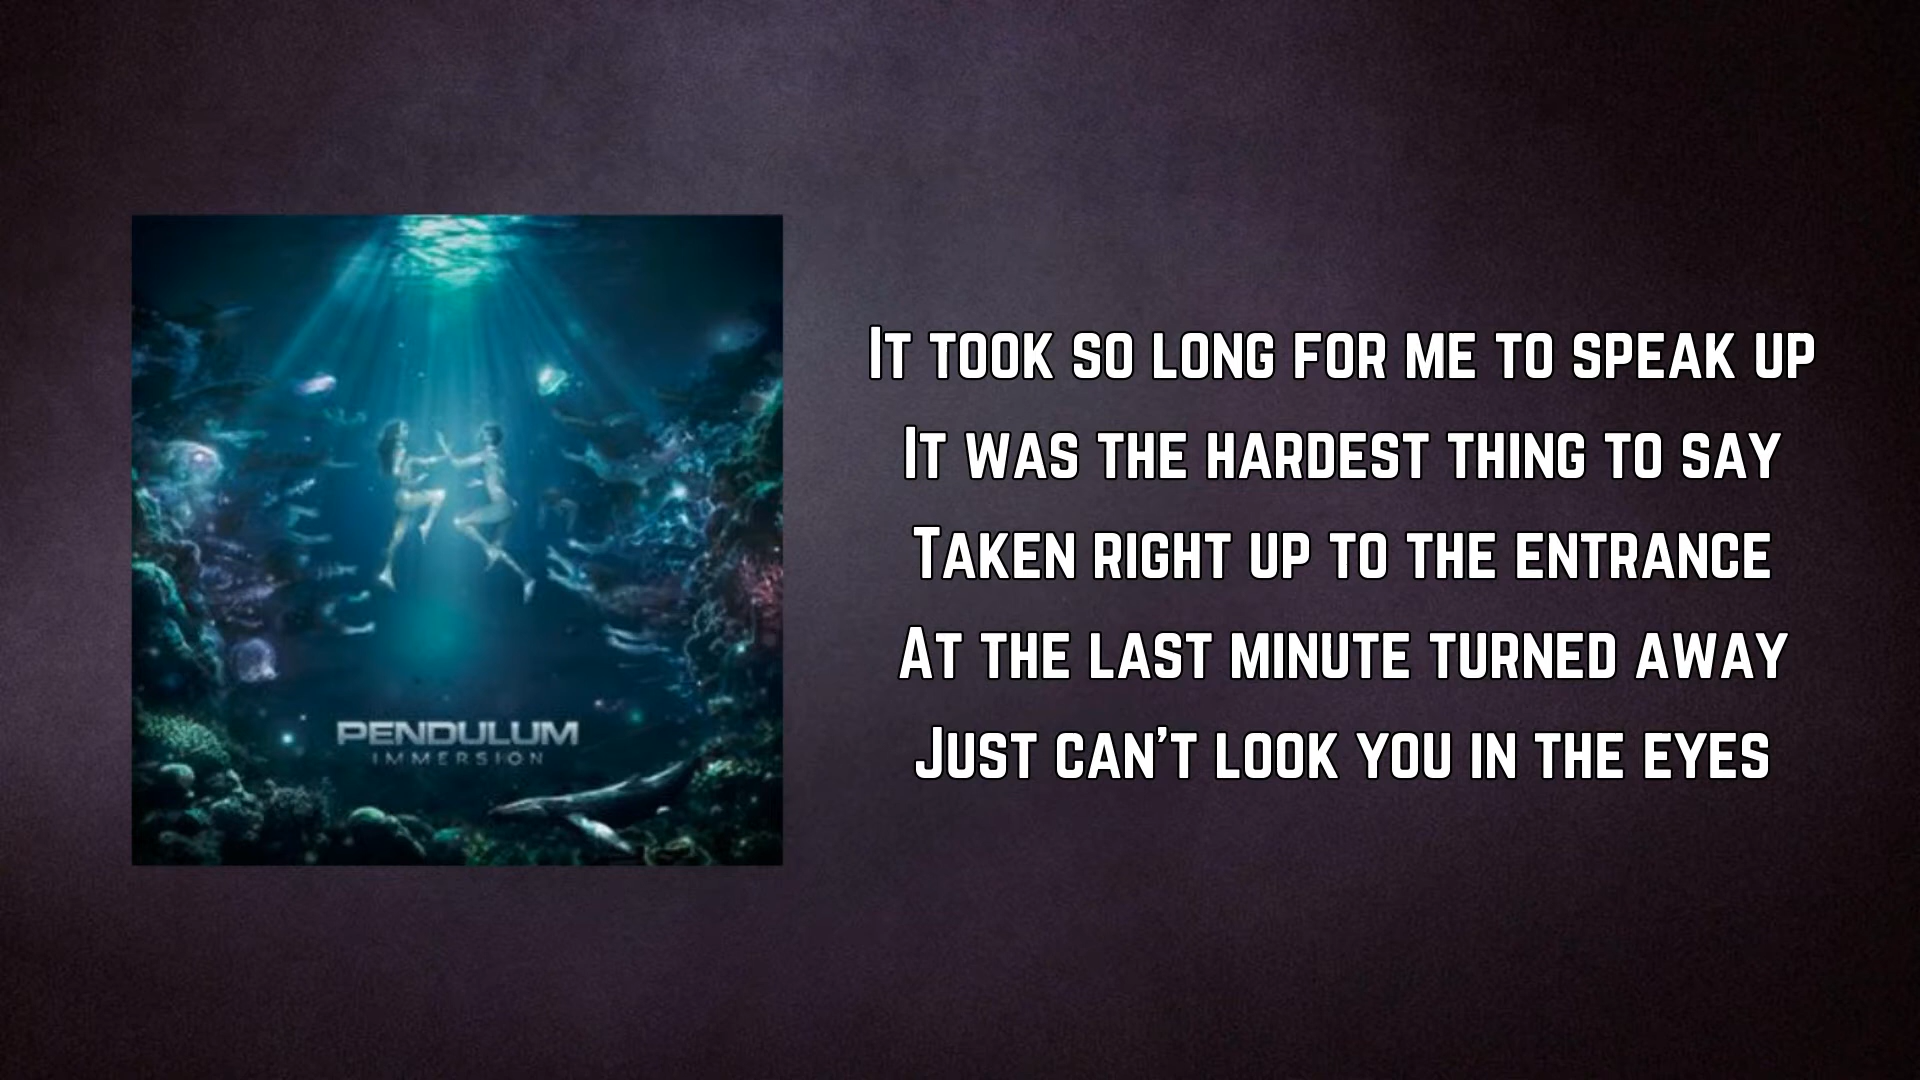 PENDULUM
IMMERSION
It took so long for me to speak up
It was the hardest thing to say
Taken right up to the entrance
At the last minute turned away
Just can't look you in the eyes